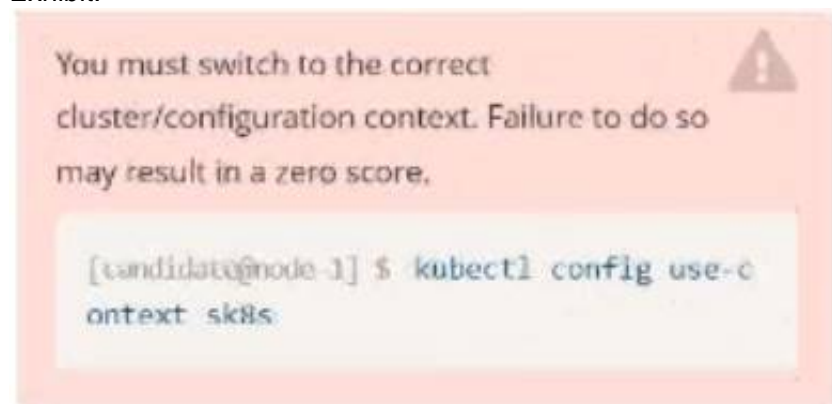 You must switch to the correct
cluster/configuration context. Failure to do so
may result in a zero score.
[candidate@node-1] $ kubectl config use-c
ontext sk8s